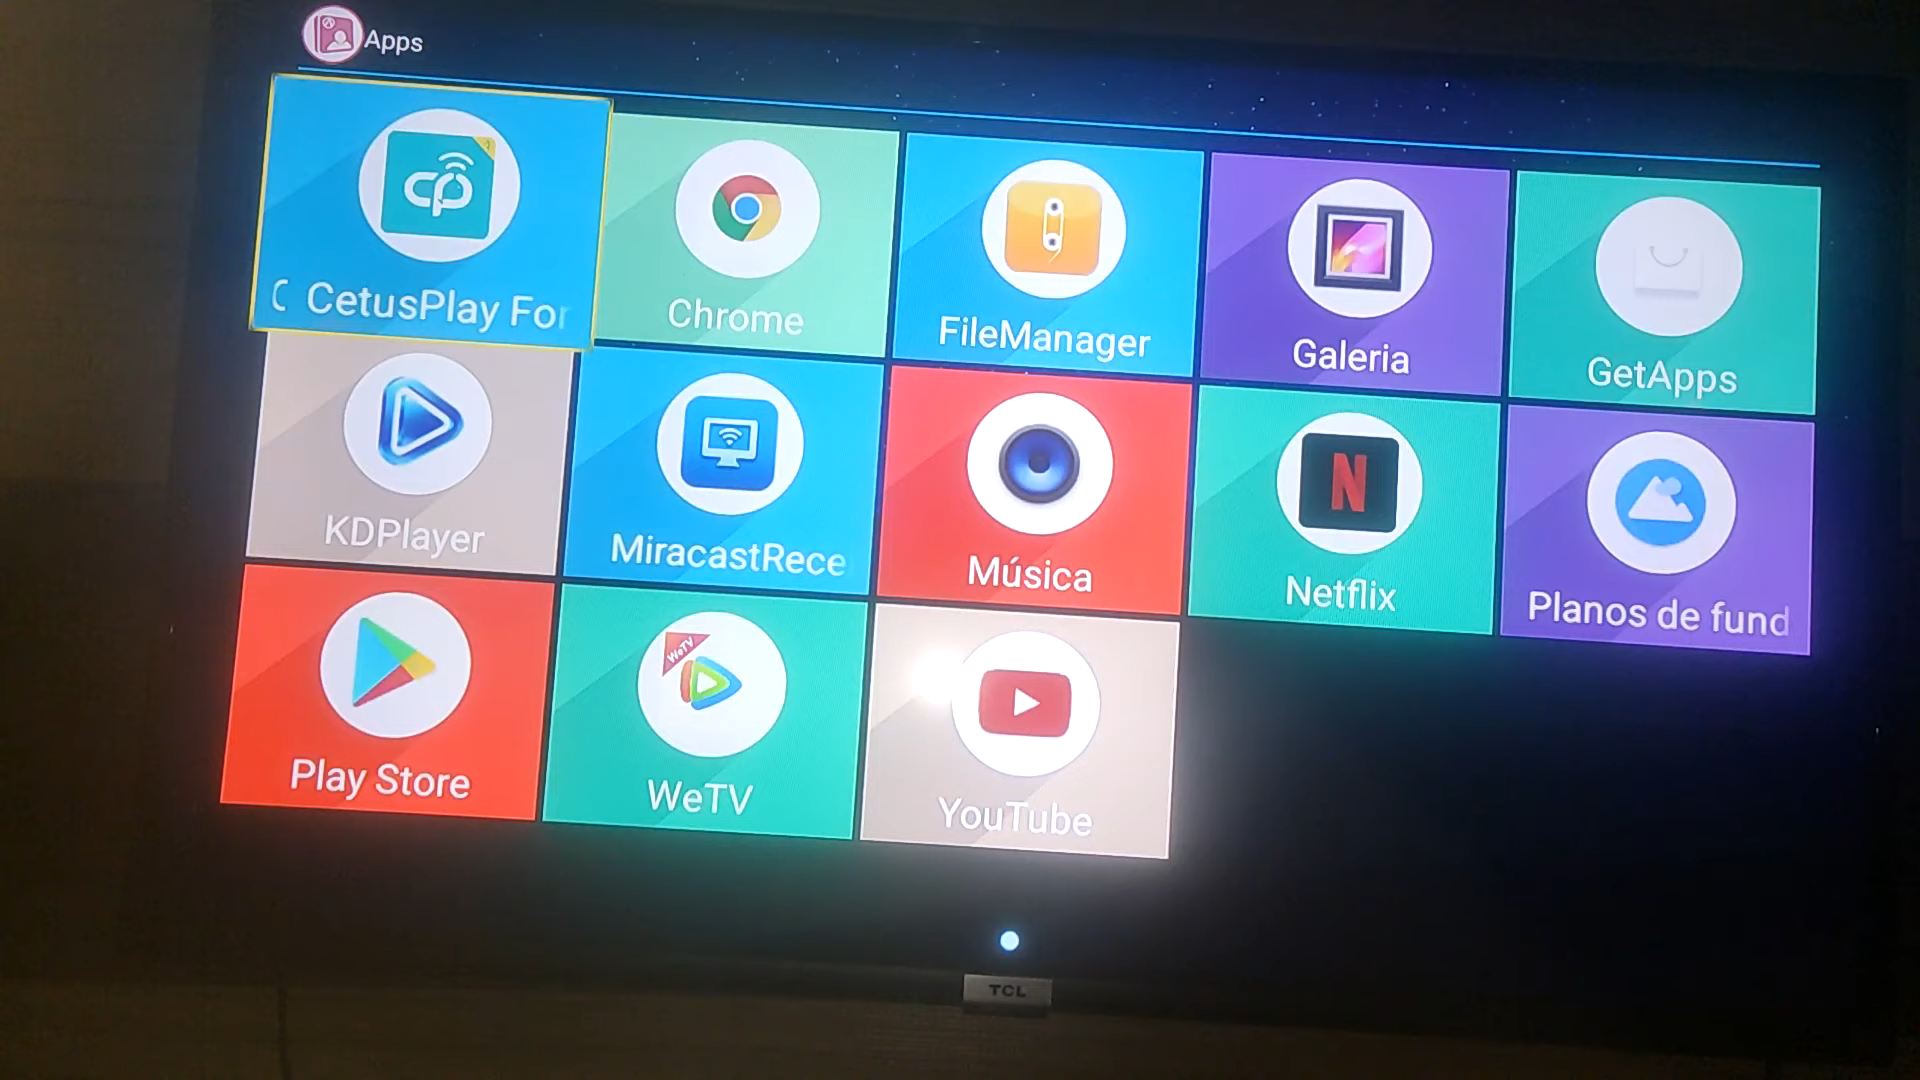 Apps
C CetusPlay For
Chrome
FileManager
Galeria
GetApps
KDPlayer
MiracastRece
Música
Netflix
Planos de fund
Play Store
WeTV
WeTV
YouTube
TCL